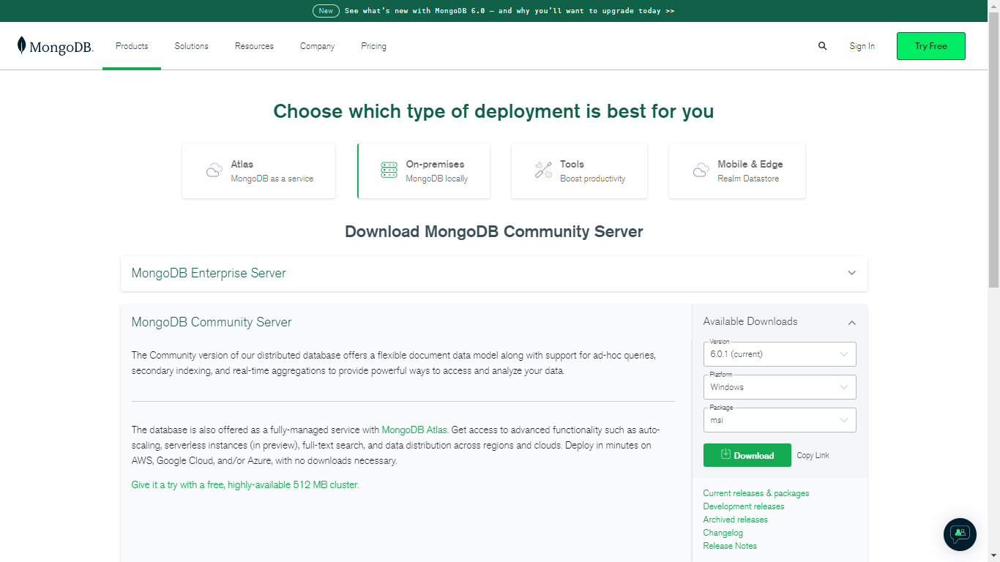 New See what's new with MongoDB 6.0 — and why you'll want to upgrade today >>
MongoDB. Products Solutions Resources Company Pricing Sign In Try Free
Choose which type of deployment is best for you
Atlas
MongoDB as a service
On-premises
MongoDB locally
Tools
Boost productivity
Mobile & Edge
Realm Datastore
Download MongoDB Community Server
MongoDB Enterprise Server
MongoDB Community Server
The Community version of our distributed database offers a flexible document data model along with support for ad-hoc queries,
secondary indexing, and real-time aggregations to provide powerful ways to access and analyze your data.
The database is also offered as a fully-managed service with MongoDB Atlas. Get access to advanced functionality such as auto-
scaling, serverless instances (in preview), full-text search, and data distribution across regions and clouds. Deploy in minutes on
AWS, Google Cloud, and/or Azure, with no downloads necessary.
Give it a try with a free, highly-available 512 MB cluster.
Available Downloads
Version
6.0.1 (current)
Platform
Windows
Package
msi
Download Copy Link
Current releases & packages
Development releases
Archived releases
Changelog
Release Notes